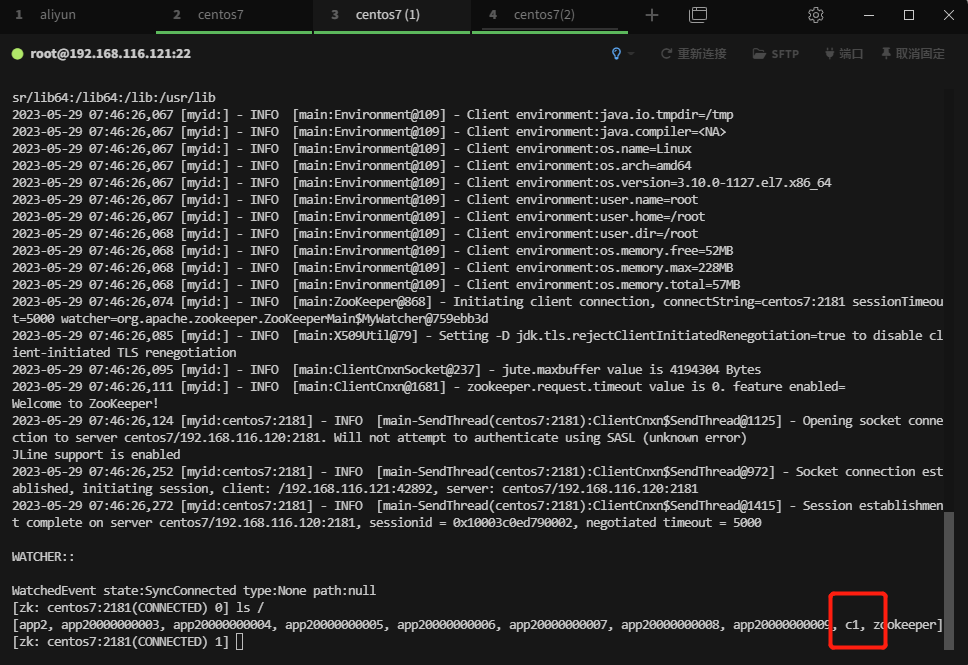 1 aliyun 2 centos7 3 centos7 (1) 4 centos7(2)
root@192.168.116.121:22 重新连接 SFTP 端口 取消固定
sr/lib64:/lib64:/lib:/usr/lib
2023-05-29 07:46:26,067 [myid:] - INFO  [main:Environment@109] - Client environment:java.io.tmpdir=/tmp
2023-05-29 07:46:26,067 [myid:] - INFO  [main:Environment@109] - Client environment:java.compiler=<NA>
2023-05-29 07:46:26,067 [myid:] - INFO  [main:Environment@109] - Client environment:os.name=Linux
2023-05-29 07:46:26,067 [myid:] - INFO  [main:Environment@109] - Client environment:os.arch=amd64
2023-05-29 07:46:26,067 [myid:] - INFO  [main:Environment@109] - Client environment:os.version=3.10.0-1127.el7.x86_64
2023-05-29 07:46:26,067 [myid:] - INFO  [main:Environment@109] - Client environment:user.name=root
2023-05-29 07:46:26,067 [myid:] - INFO  [main:Environment@109] - Client environment:user.home=/root
2023-05-29 07:46:26,068 [myid:] - INFO  [main:Environment@109] - Client environment:user.dir=/root
2023-05-29 07:46:26,068 [myid:] - INFO  [main:Environment@109] - Client environment:os.memory.free=52MB
2023-05-29 07:46:26,068 [myid:] - INFO  [main:Environment@109] - Client environment:os.memory.max=228MB
2023-05-29 07:46:26,068 [myid:] - INFO  [main:Environment@109] - Client environment:os.memory.total=57MB
2023-05-29 07:46:26,074 [myid:] - INFO  [main:ZooKeeper@868] - Initiating client connection, connectString=centos7:2181 sessionTimeou
t=5000 watcher=org.apache.zookeeper.ZooKeeperMain$MyWatcher@759ebb3d
2023-05-29 07:46:26,085 [myid:] - INFO  [main:X509Util@79] - Setting -D jdk.tls.rejectClientInitiatedRenegotiation=true to disable cl
ient-initiated TLS renegotiation
2023-05-29 07:46:26,095 [myid:] - INFO  [main:ClientCnxnSocket@237] - jute.maxbuffer value is 4194304 Bytes
2023-05-29 07:46:26,111 [myid:] - INFO  [main:ClientCnxn@1681] - zookeeper.request.timeout value is 0. feature enabled=
Welcome to ZooKeeper!
2023-05-29 07:46:26,124 [myid:centos7:2181] - INFO  [main-SendThread(centos7:2181):ClientCnxn$SendThread@1125] - Opening socket conne
ction to server centos7/192.168.116.120:2181. Will not attempt to authenticate using SASL (unknown error)
JLine support is enabled
2023-05-29 07:46:26,252 [myid:centos7:2181] - INFO  [main-SendThread(centos7:2181):ClientCnxn$SendThread@972] - Socket connection est
ablished, initiating session, client: /192.168.116.121:42892, server: centos7/192.168.116.120:2181
2023-05-29 07:46:26,272 [myid:centos7:2181] - INFO  [main-SendThread(centos7:2181):ClientCnxn$SendThread@1415] - Session establishmen
t complete on server centos7/192.168.116.120:2181, sessionid = 0x10003c0ed790002, negotiated timeout = 5000
WATCHER::
WatchedEvent state:SyncConnected type:None path:null
[zk: centos7:2181(CONNECTED) 0] ls /
[app2, app20000000003, app20000000004, app20000000005, app20000000006, app20000000007, app20000000008, app20000000009, c1, zookeeper]
[zk: centos7:2181(CONNECTED) 1]